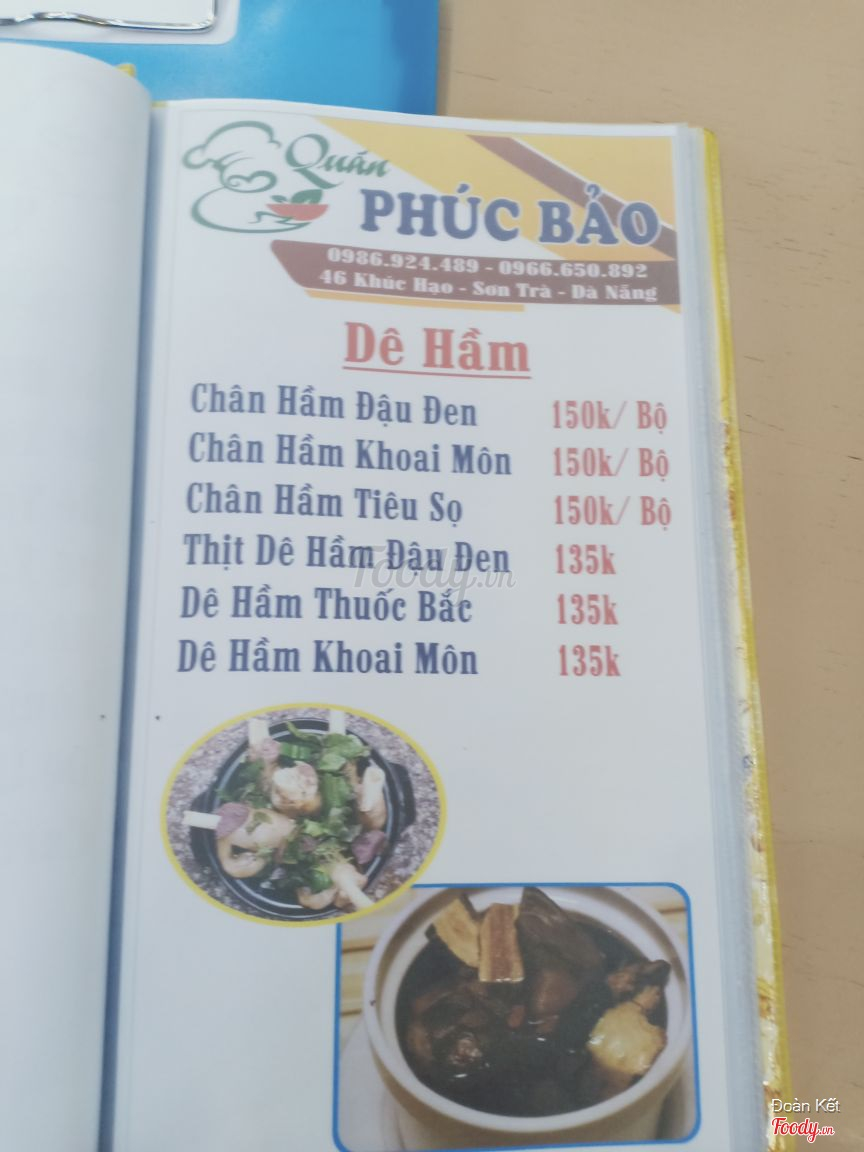 Quán
PHÚC BẢO
0986.924.489 - 0966.650.892
46 Khúc Hạo - Sơn Trà - Đà Nẵng
Dê Hầm
Chân Hầm Đậu Đen 150k/ Bộ
Chân Hầm Khoai Môn 150k/ Bộ
Chân Hầm Tiêu Sọ 150k/ Bộ
Thịt Dê Hầm Đậu Đen 135k
Foody.vn
Dê Hầm Thuốc Bắc 135k
Dê Hầm Khoai Môn 135k
Đoàn Kết
Foody.vn